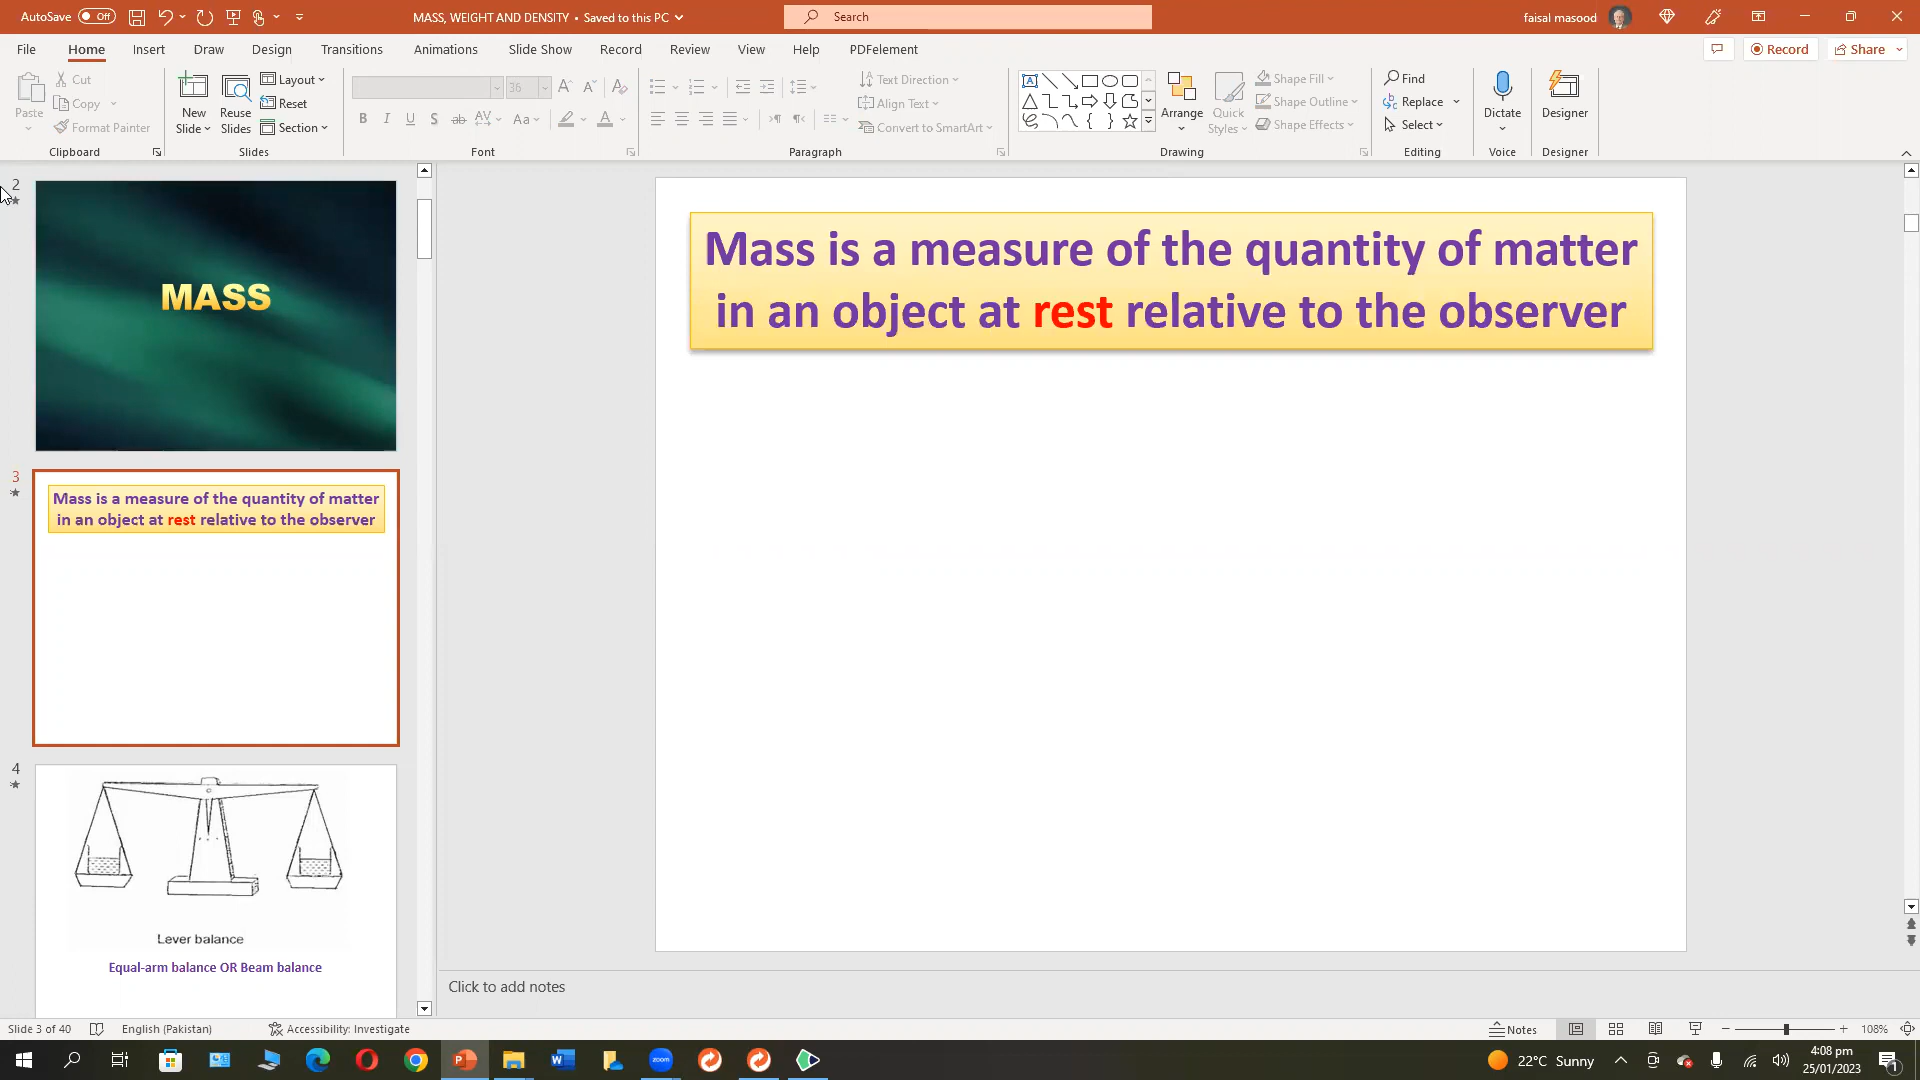 AutoSave Off
MASS, WEIGHT AND DENSITY • Saved to this PC
Search
faisal masood
File Home Insert Draw Design Transitions Animations Slide Show Record Review View Help PDFelement
Record Share
Paste
Cut
Copy
Format Painter
Clipboard
New Slide
Reuse Slides
Layout
Reset
Section
Slides
36
B I U S ab AV Aa A
Font
Text Direction
Align Text
Convert to SmartArt
Paragraph
Arrange
Quick Styles
Shape Fill
Shape Outline
Shape Effects
Drawing
Find
Replace
Select
Editing
Dictate
Voice
Designer
Designer
2
MASS
3
Mass is a measure of the quantity of matter
in an object at rest relative to the observer
4
Lever balance
Equal-arm balance OR Beam balance
Mass is a measure of the quantity of matter
in an object at rest relative to the observer
Click to add notes
Slide 3 of 40 English (Pakistan) Accessibility: Investigate Notes 108%
zoom
22°C Sunny
4:08 pm
25/01/2023
1